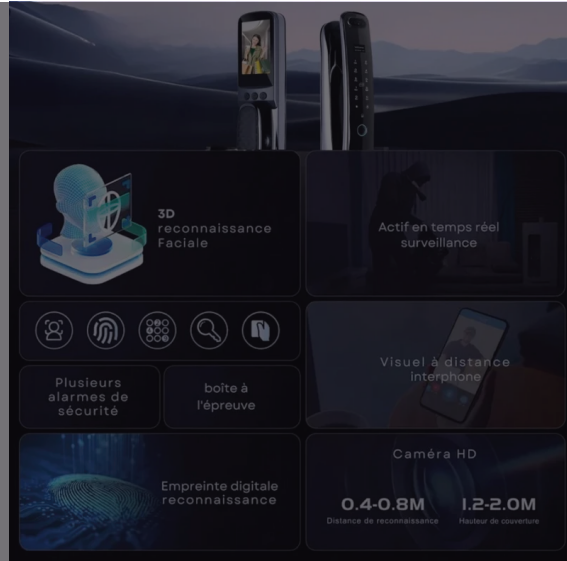 3D
reconnaissance
Faciale
Actif en temps réel
surveillance
Visuel à distance
interphone
Plusieurs
alarmes de
sécurité
boîte à
l'épreuve
Empreinte digitale
reconnaissance
Caméra HD
0.4-0.8M
Distance de reconnaissance
1.2-2.0M
Hauteur de couverture